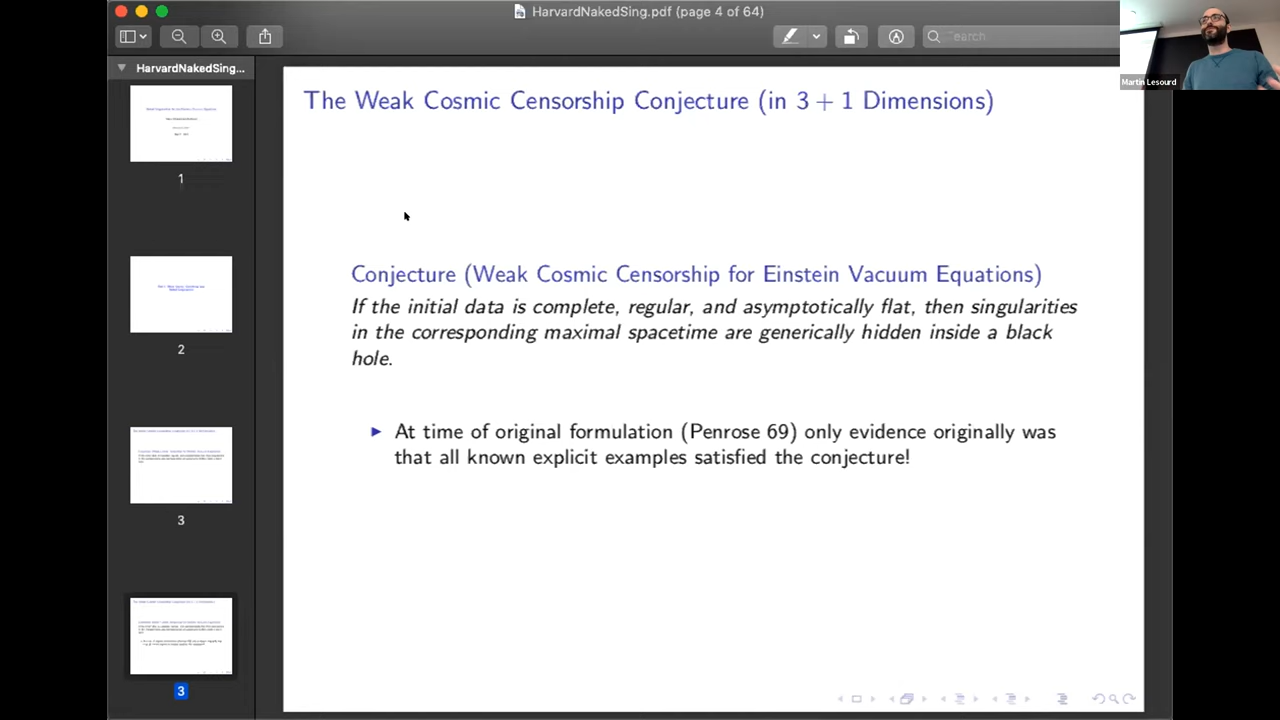 HarvardNakedSing.pdf (page 4 of 64)
Search
Martin Lesourd
HarvardNakedSing...
1
2
3
3
The Weak Cosmic Censorship Conjecture (in 3 + 1 Dimensions)
Conjecture (Weak Cosmic Censorship for Einstein Vacuum Equations)
If the initial data is complete, regular, and asymptotically flat, then singularities
in the corresponding maximal spacetime are generically hidden inside a black
hole.
At time of original formulation (Penrose 69) only evidence originally was
that all known explicit examples satisfied the conjecture!